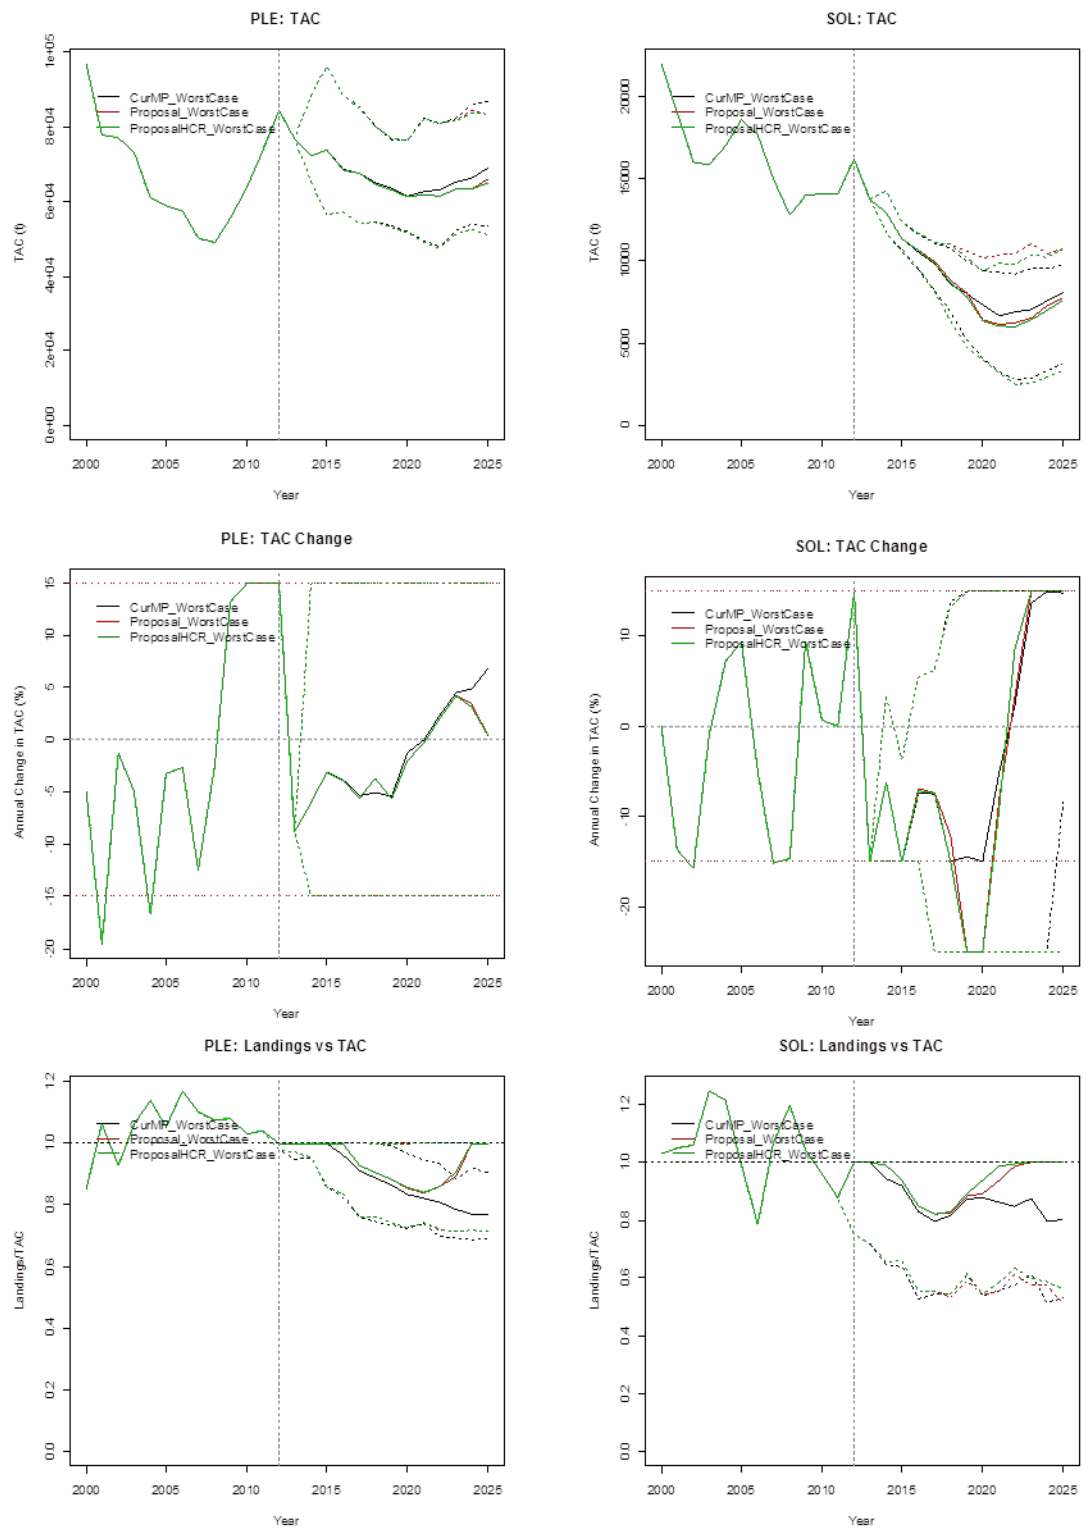 PLE: TAC
TAC (t)
0e+00 2e+04 4e+04 6e+04 8e+04 1e+05
CurMP_WorstCase
Proposal_WorstCase
ProposalHCR_WorstCase
2000 2005 2010 2015 2020 2025
Year
SOL: TAC
TAC (t)
0 5000 10000 15000 20000
CurMP_WorstCase
Proposal_WorstCase
ProposalHCR_WorstCase
2000 2005 2010 2015 2020 2025
Year
PLE: TAC Change
Annual Change in TAC (%)
-20 -15 -10 -5 0 5 10 15
CurMP_WorstCase
Proposal_WorstCase
ProposalHCR_WorstCase
2000 2005 2010 2015 2020 2025
Year
SOL: TAC Change
Annual Change in TAC (%)
-20 -10 0 10
CurMP_WorstCase
Proposal_WorstCase
ProposalHCR_WorstCase
2000 2005 2010 2015 2020 2025
Year
PLE: Landings vs TAC
Landings/TAC
0.0 0.2 0.4 0.6 0.8 1.0 1.2
CurMP_WorstCase
Proposal_WorstCase
ProposalHCR_WorstCase
2000 2005 2010 2015 2020 2025
Year
SOL: Landings vs TAC
Landings/TAC
0.0 0.2 0.4 0.6 0.8 1.0 1.2
CurMP_WorstCase
Proposal_WorstCase
ProposalHCR_WorstCase
2000 2005 2010 2015 2020 2025
Year